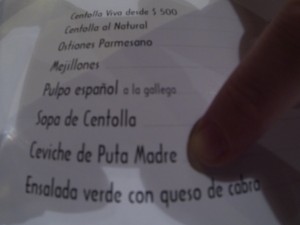 Centolla Viva desde $ 500
Centolla al Natural
Ostiones Parmesano
Mejillones
Pulpo español a la gallega
Sopa de Centolla
Ceviche de Puta Madre
Ensalada verde con queso de cabra